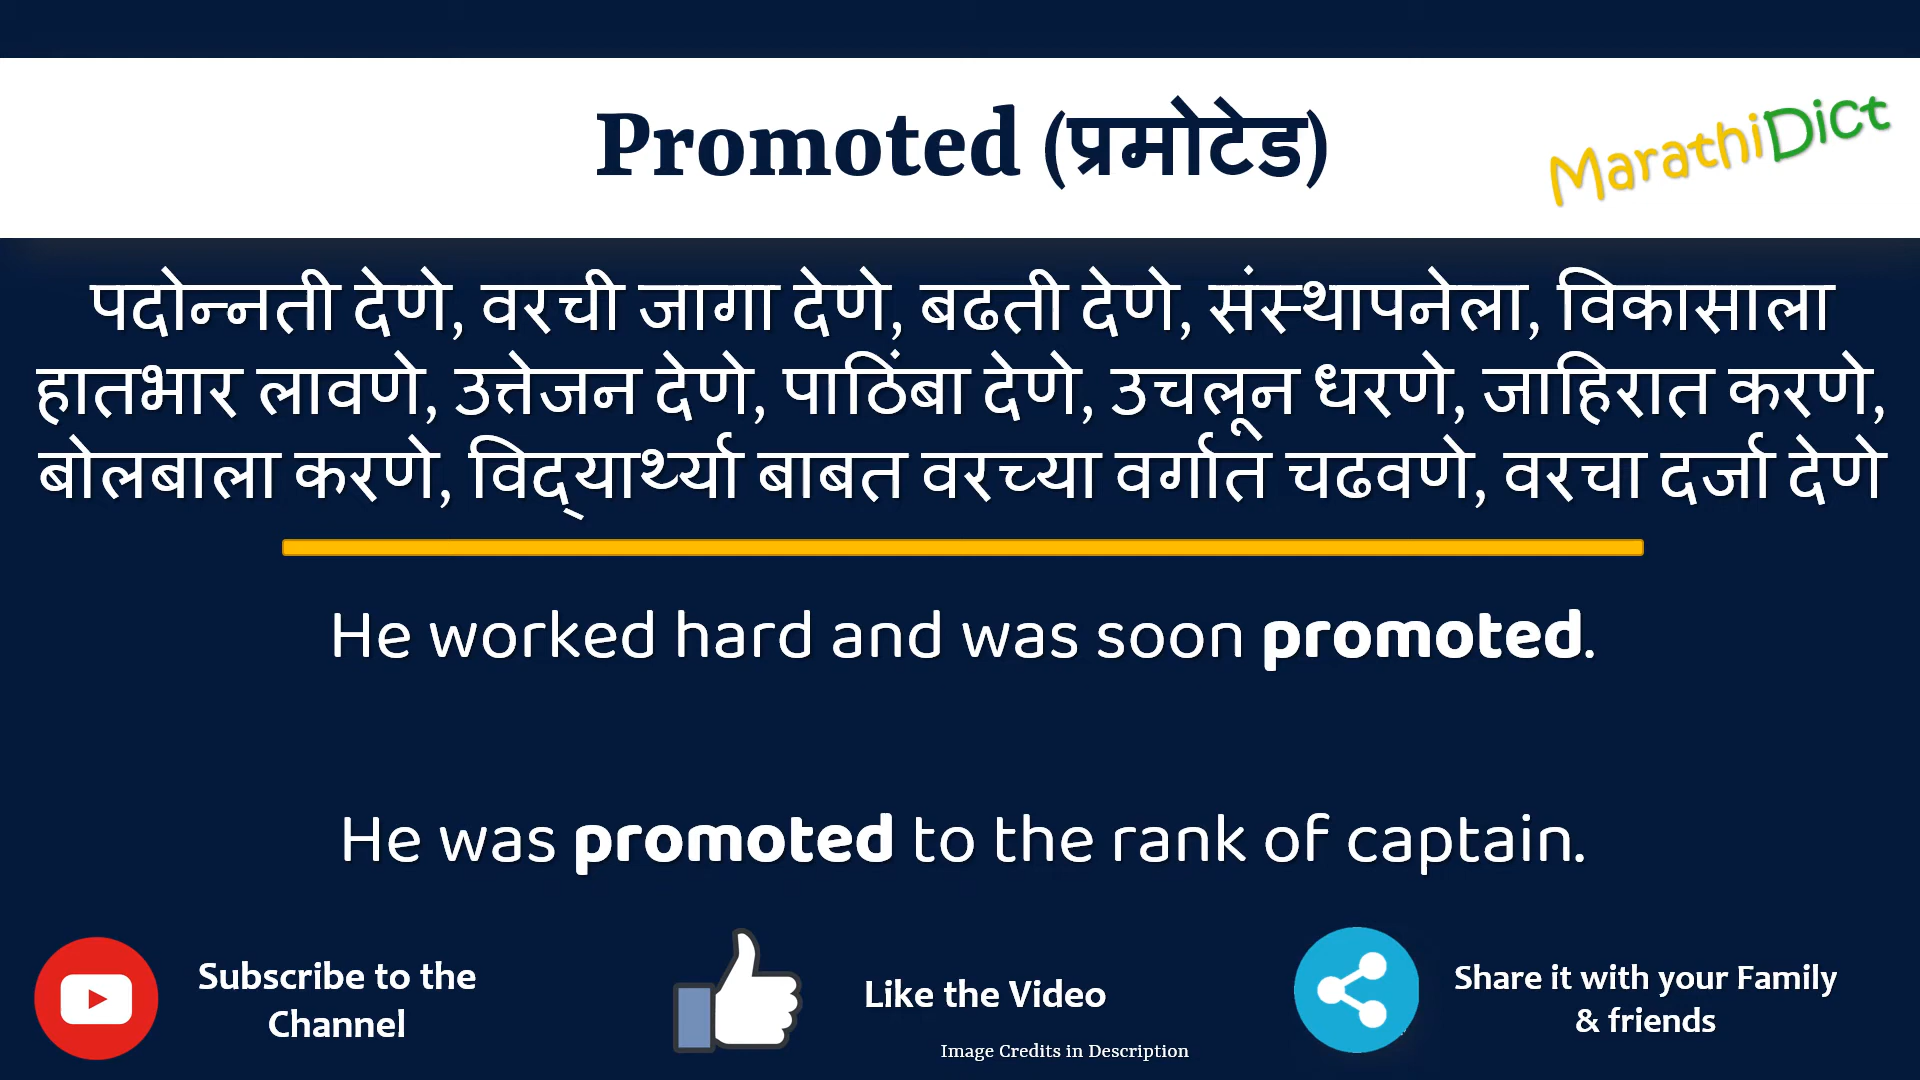 Promoted (प्रमोटेड)
MarathiDict
पदोन्नती देणे, वरची जागा देणे, बढती देणे, संस्थापनेला, विकासाला
हातभार लावणे, उत्तेजन देणे, पाठिंबा देणे, उचलून धरणे, जाहिरात करणे,
बोलबाला करणे, विद्‌यार्थ्या बाबत वरच्या वर्गात चढवणे, वरचा दर्जा देणे
He worked hard and was soon promoted.
He was promoted to the rank of captain.
Subscribe to the
Channel
Like the Video
Share it with your Family
& friends
Image Credits in Description